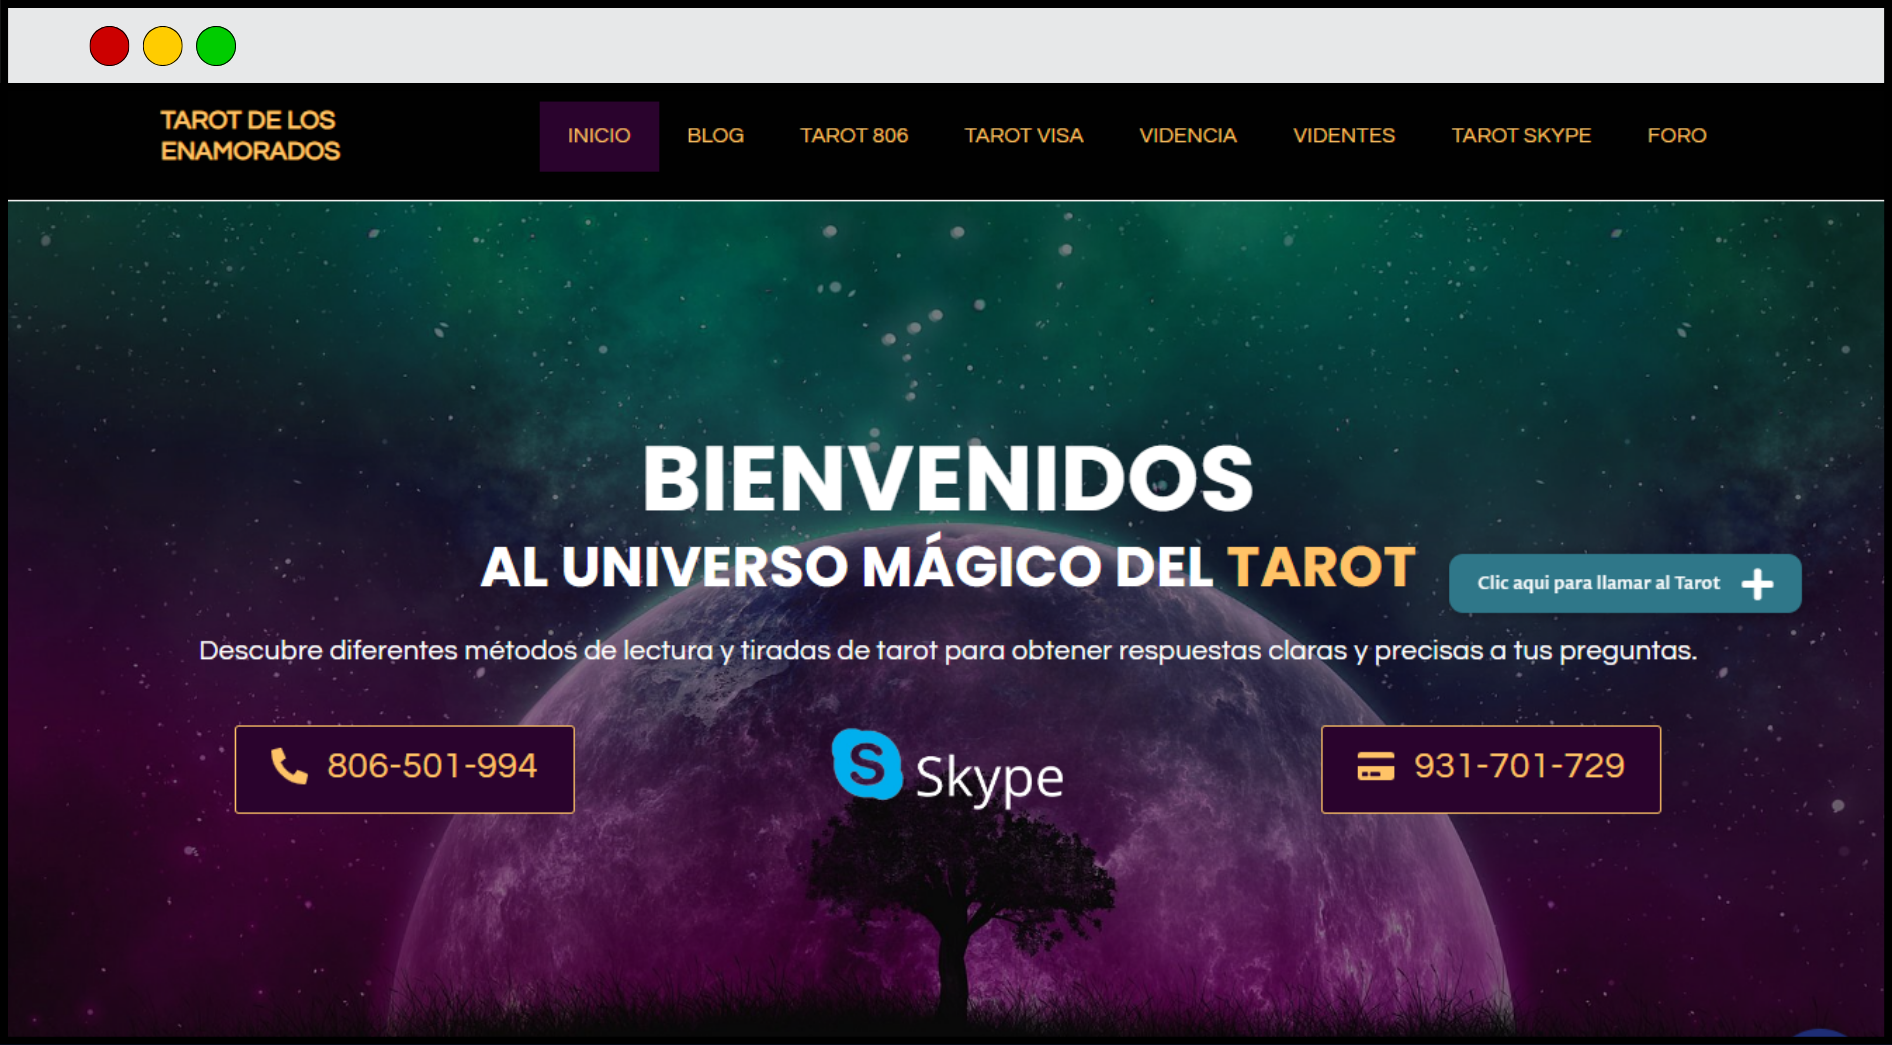 TAROT DE LOS
ENAMORADOS
INICIO
BLOG
TAROT 806
TAROT VISA
VIDENCIA
VIDENTES
TAROT SKYPE
FORO
BIENVENIDOS
AL UNIVERSO MÁGICO DEL TAROT
Clic aqui para llamar al Tarot
Descubre diferentes métodos de lectura y tiradas de tarot para obtener respuestas claras y precisas a tus preguntas.
806-501-994
Skype
931-701-729